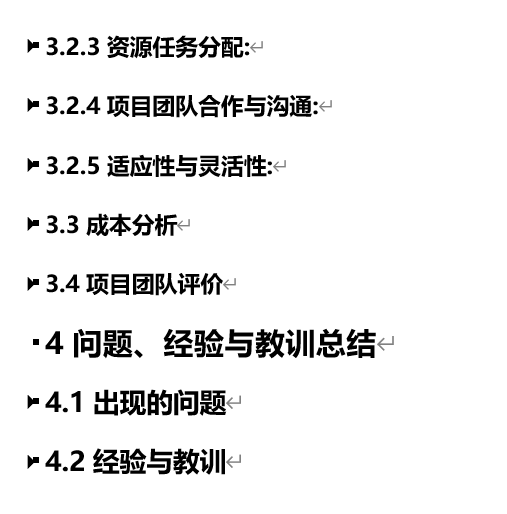 3.2.3 资源任务分配:
3.2.4 项目团队合作与沟通:
3.2.5 适应性与灵活性:
3.3 成本分析
3.4 项目团队评价
4 问题、经验与教训总结
4.1 出现的问题
4.2 经验与教训